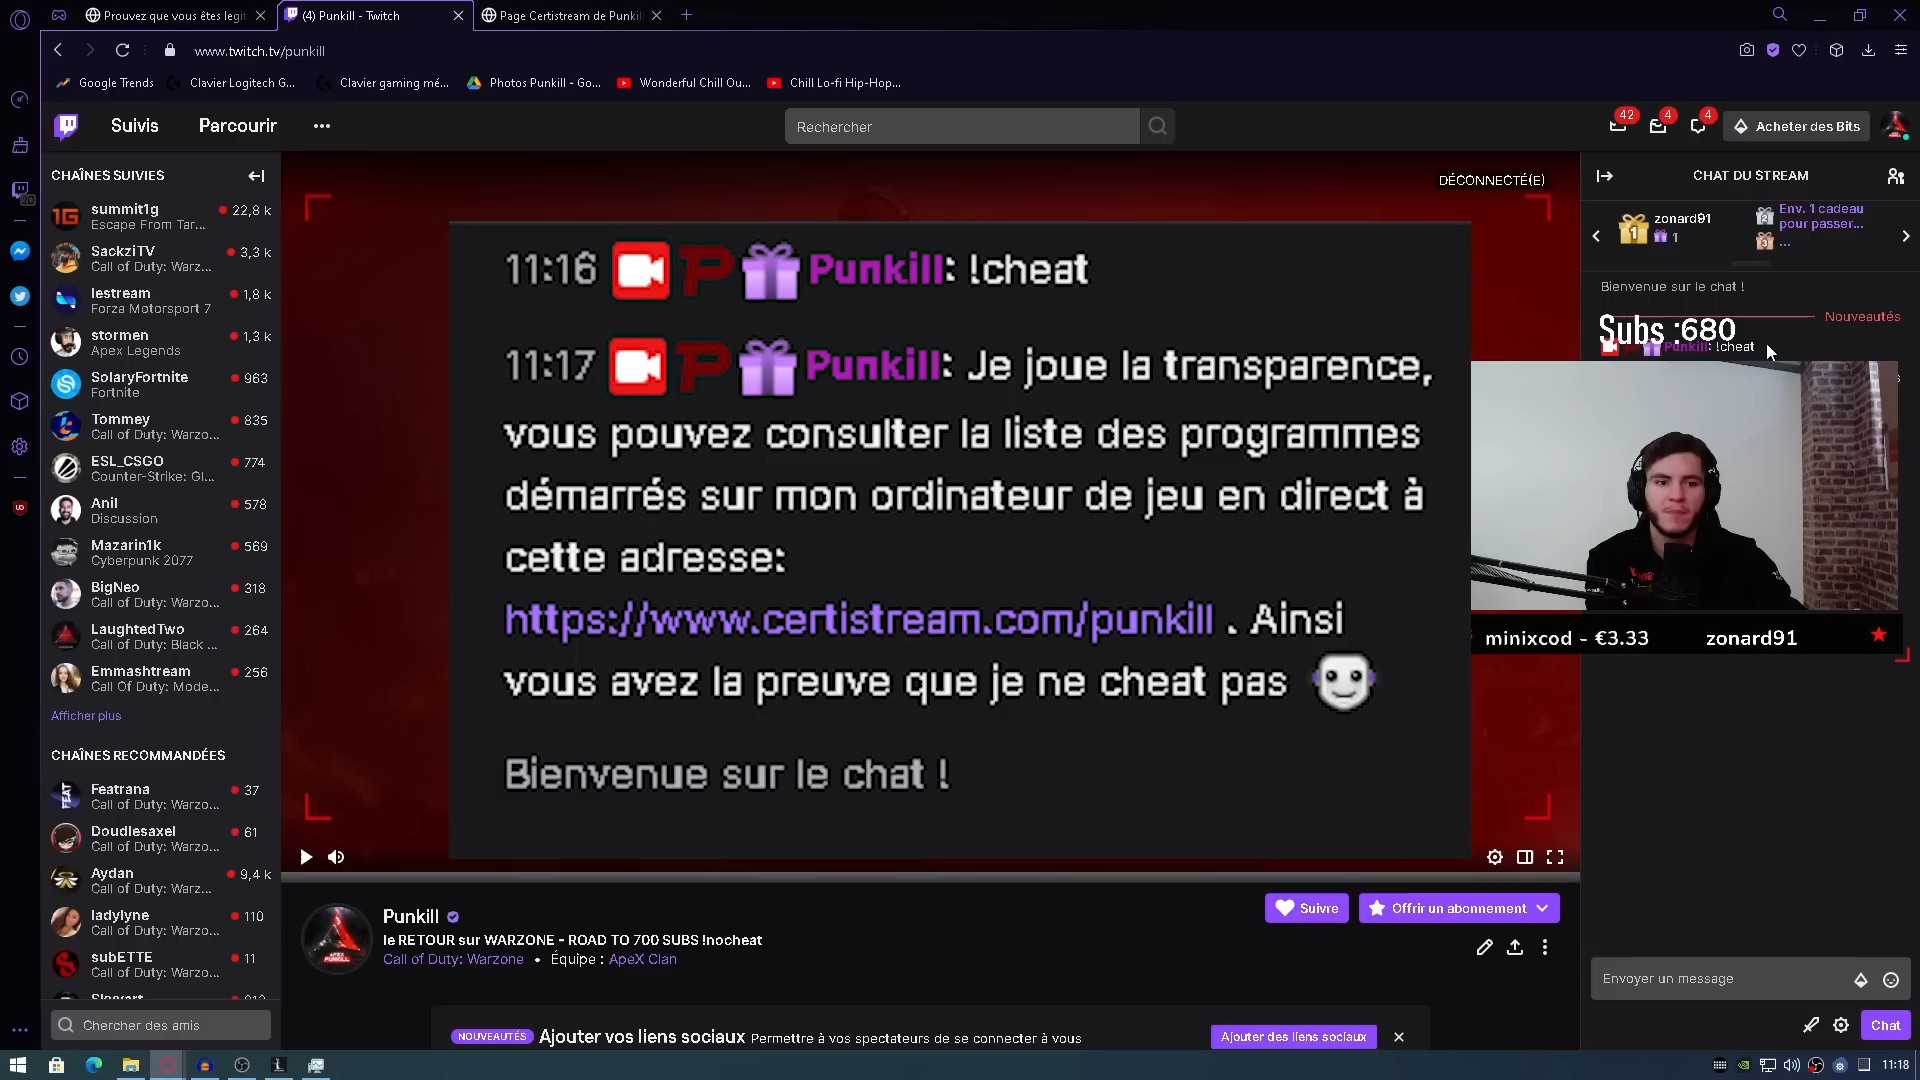 Prouvez que vous êtes legit
(4) Punkill - Twitch
Page Certistream de Punkil
www.twitch.tv/punkill
Google Trends
Clavier Logitech G...
Clavier gaming mé...
Photos Punkill - Go...
Wonderful Chill Ou...
Chill Lo-fi Hip-Hop...
Suivis
Parcourir
Rechercher
42
4
4
Acheter des Bits
CHAÎNES SUIVIES
summit1g
22,8 k
Escape From Tar...
SackziTV
3,3 k
Call of Duty: Warz...
lestream
1,8 k
Forza Motorsport 7
stormen
1,3 k
Apex Legends
SolaryFortnite
963
Fortnite
Tommey
835
Call of Duty: Warzo...
ESL_CSGO
774
Counter-Strike: Gl...
Anil
578
Discussion
Mazarin1k
569
Cyberpunk 2077
BigNeo
318
Call of Duty: Warzo...
LaughtedTwo
264
Call of Duty: Black ...
Emmashtream
256
Call Of Duty: Mode...
Afficher plus
CHAÎNES RECOMMANDÉES
Featrana
37
Call of Duty: Warzo...
Doudlesaxel
61
Call of Duty: Warzo...
Aydan
9,4 k
Call of Duty: Warz...
ladylyne
110
Call of Duty: Warzo...
subETTE
11
Call of Duty: Warzo...
Chercher des amis
DÉCONNECTÉ(E)
11:16 Punkill: !cheat
11:17 Punkill: Je joue la transparence,
vous pouvez consulter la liste des programmes
démarrés sur mon ordinateur de jeu en direct à
cette adresse:
https://www.certistream.com/punkill . Ainsi
vous avez la preuve que je ne cheat pas
Bienvenue sur le chat !
Punkill
le RETOUR sur WARZONE - ROAD TO 700 SUBS !nocheat
Call of Duty: Warzone • Équipe : ApeX Clan
Suivre
Offrir un abonnement
NOUVEAUTÉS
Ajouter vos liens sociaux
Permettre à vos spectateurs de se connecter à vous
Ajouter des liens sociaux
CHAT DU STREAM
zonard91
1
Env. 1 cadeau
pour passer...
...
Bienvenue sur le chat !
Nouveautés
Subs :680
Punkill: !cheat
minixcod - €3.33
zonard91
Envoyer un message
Chat
11:18